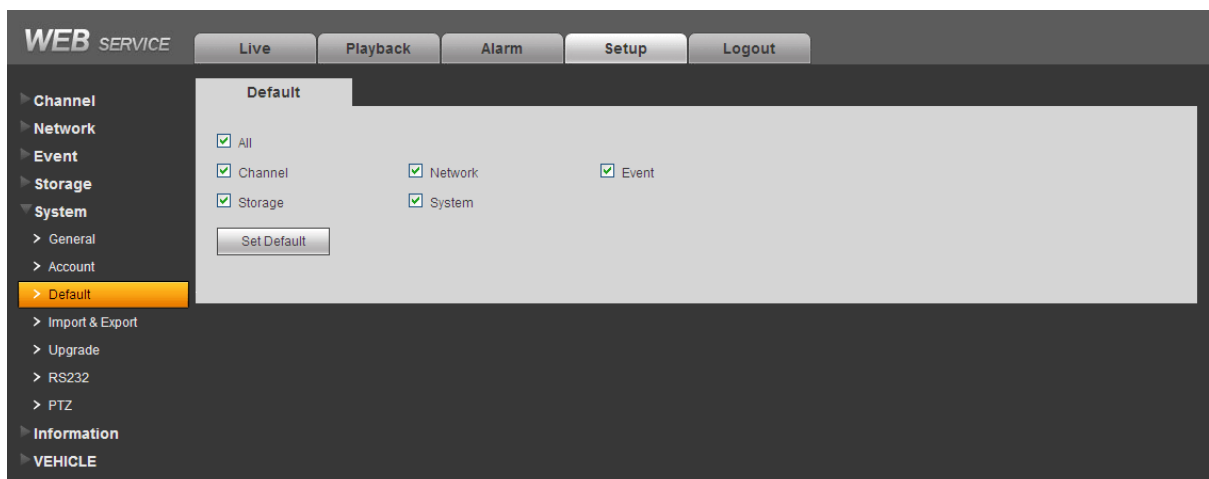 WEB SERVICE
Live Playback Alarm Setup Logout
Channel
Network
Event
Storage
System
> General
> Account
> Default
> Import & Export
> Upgrade
> RS232
> PTZ
Information
VEHICLE
Default
All
Channel Network Event
Storage System
Set Default